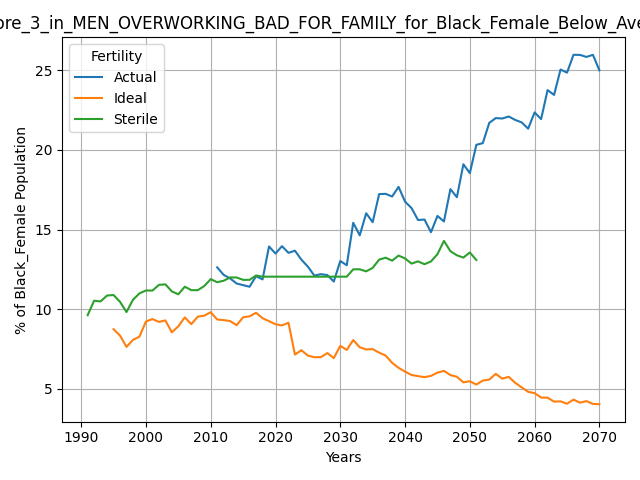 ore_3_in_MEN_OVERWORKING_BAD_FOR_FAMILY_for_Black_Female_Below_Ave
Fertility
Actual
Ideal
Sterile
% of Black_Female Population
25
20
15
10
5
1990 2000 2010 2020 2030 2040 2050 2060 2070
Years